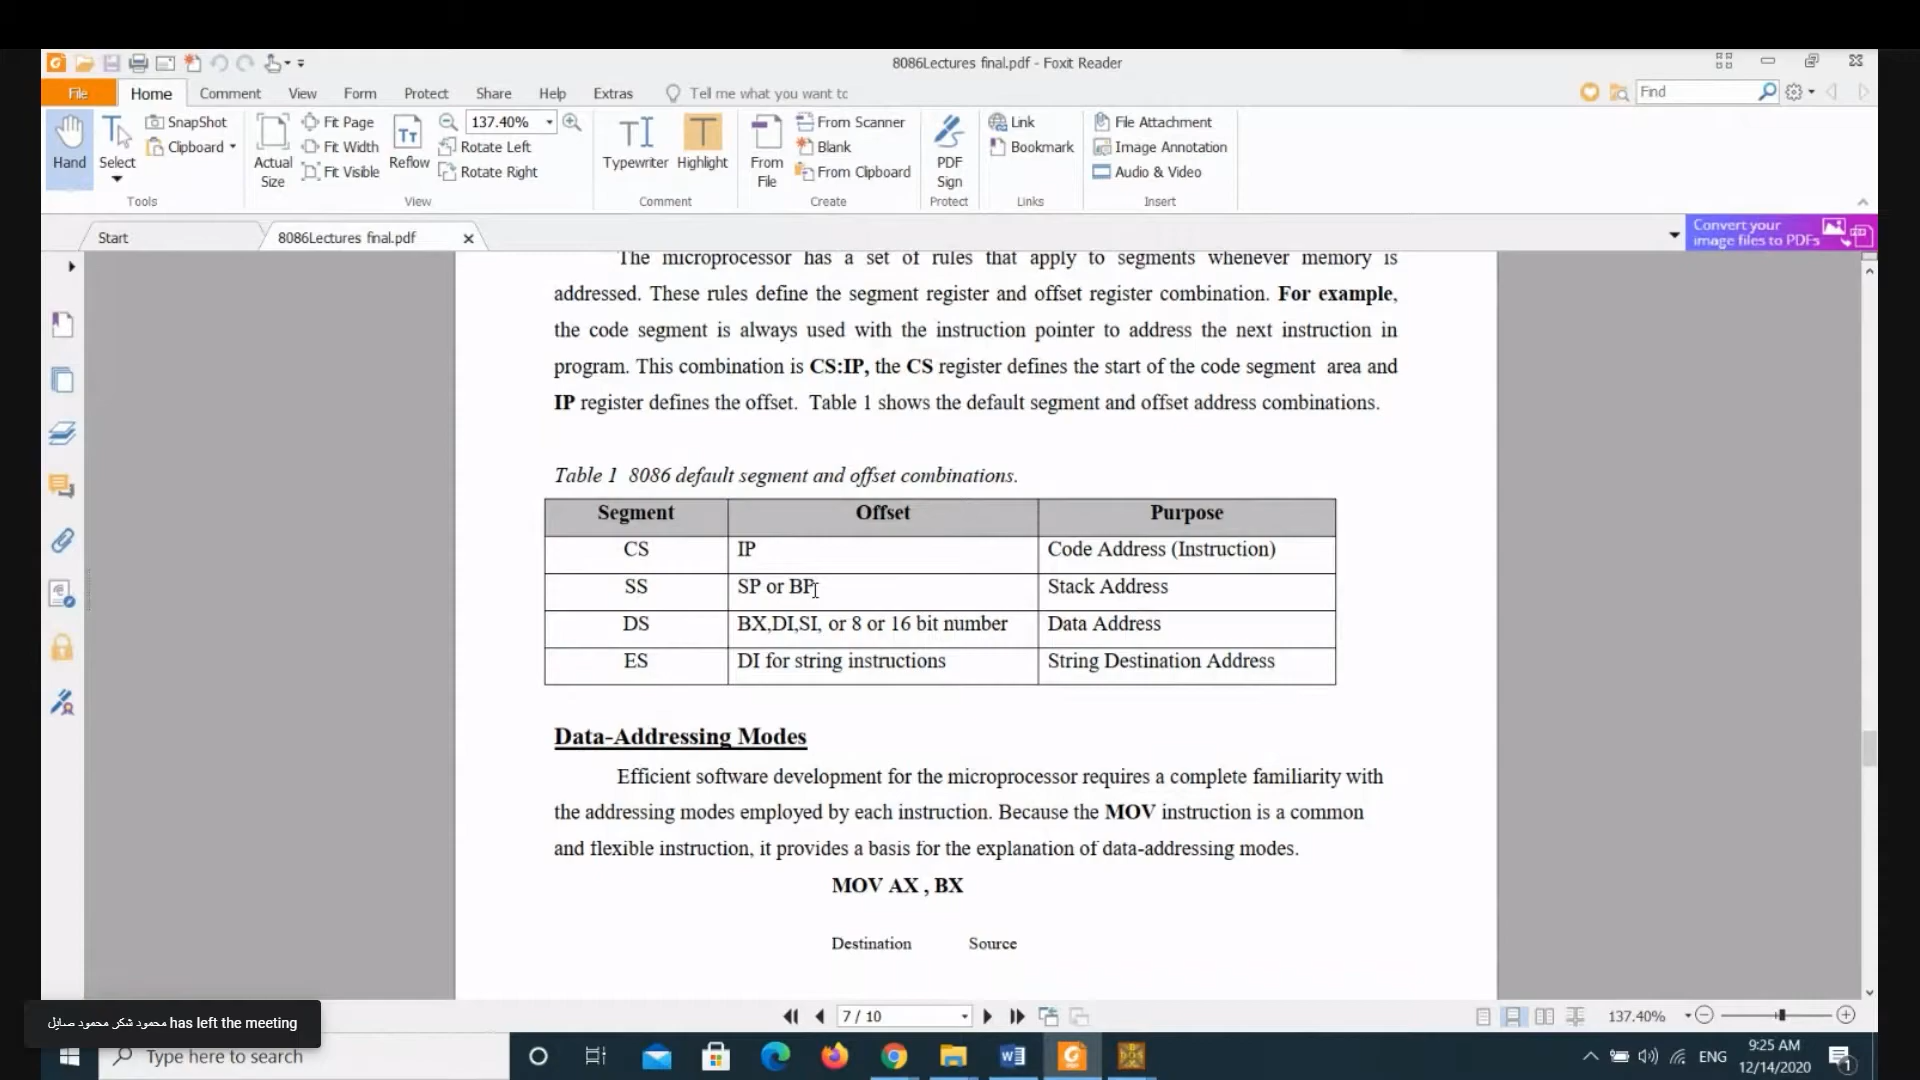 8086Lectures final.pdf - Foxit Reader
File Home Comment View Form Protect Share Help Extras Tell me what you want tc Find
Hand Select SnapShot Clipboard Actual Size Fit Page Fit Width Fit Visible Reflow 137.40% Rotate Left Rotate Right Typewriter Highlight From File From Scanner Blank From Clipboard PDF Sign Link Bookmark File Attachment Image Annotation Audio & Video
Tools View Comment Create Protect Links Insert
Start 8086Lectures final.pdf
Convert your
image files to PDFs
The microprocessor has a set of rules that apply to segments whenever memory is
addressed. These rules define the segment register and offset register combination. For example,
the code segment is always used with the instruction pointer to address the next instruction in
program. This combination is CS:IP, the CS register defines the start of the code segment area and
IP register defines the offset. Table 1 shows the default segment and offset address combinations.
Table 1 8086 default segment and offset combinations.
Segment Offset Purpose
CS IP Code Address (Instruction)
SS SP or BP Stack Address
DS BX,DI,SI, or 8 or 16 bit number Data Address
ES DI for string instructions String Destination Address
Data-Addressing Modes
Efficient software development for the microprocessor requires a complete familiarity with
the addressing modes employed by each instruction. Because the MOV instruction is a common
and flexible instruction, it provides a basis for the explanation of data-addressing modes.
MOV AX , BX
Destination Source
محمود شكر محمود صايل has left the meeting
7 / 10 137.40%
Type here to search
ENG 9:25 AM
12/14/2020
1